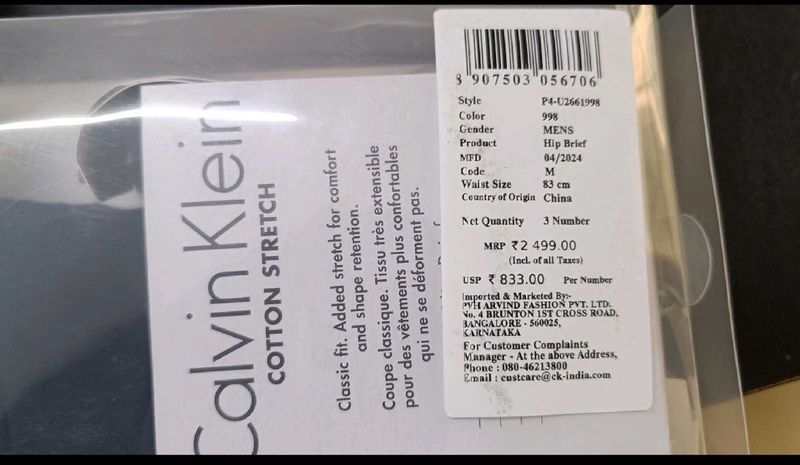 Calvin Klein
COTTON STRETCH
Classic fit. Added stretch for comfort
and shape retention.
Coupe classique. Tissu très extensible
pour des vêtements plus confortables
qui ne se déforment pas.
8 907503 056706
Style P4-U2661998
Color 998
Gender MENS
Product Hip Brief
MFD 04/2024
Code M
Waist Size 83 cm
Country of Origin China
Net Quantity 3 Number
MRP ₹2 499.00
(Incl. of all Taxes)
USP ₹ 833.00 Per Number
Imported & Marketed By:-
PVH ARVIND FASHION PVT. LTD.
No. 4 BRUNTON 1ST CROSS ROAD,
BANGALORE - 560025,
KARNATAKA
For Customer Complaints
Manager - At the above Address,
Phone : 080-46213800
Email : custcare@ck-india.com